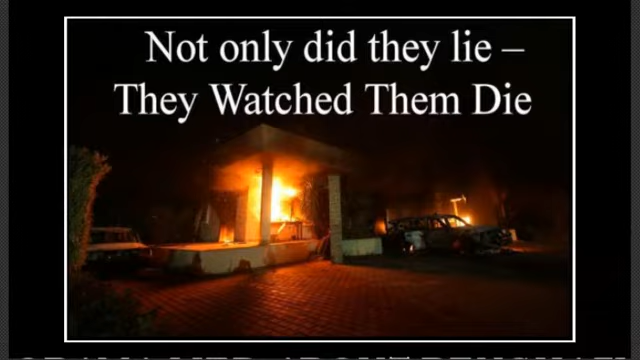 Not only did they lie –
They Watched Them Die